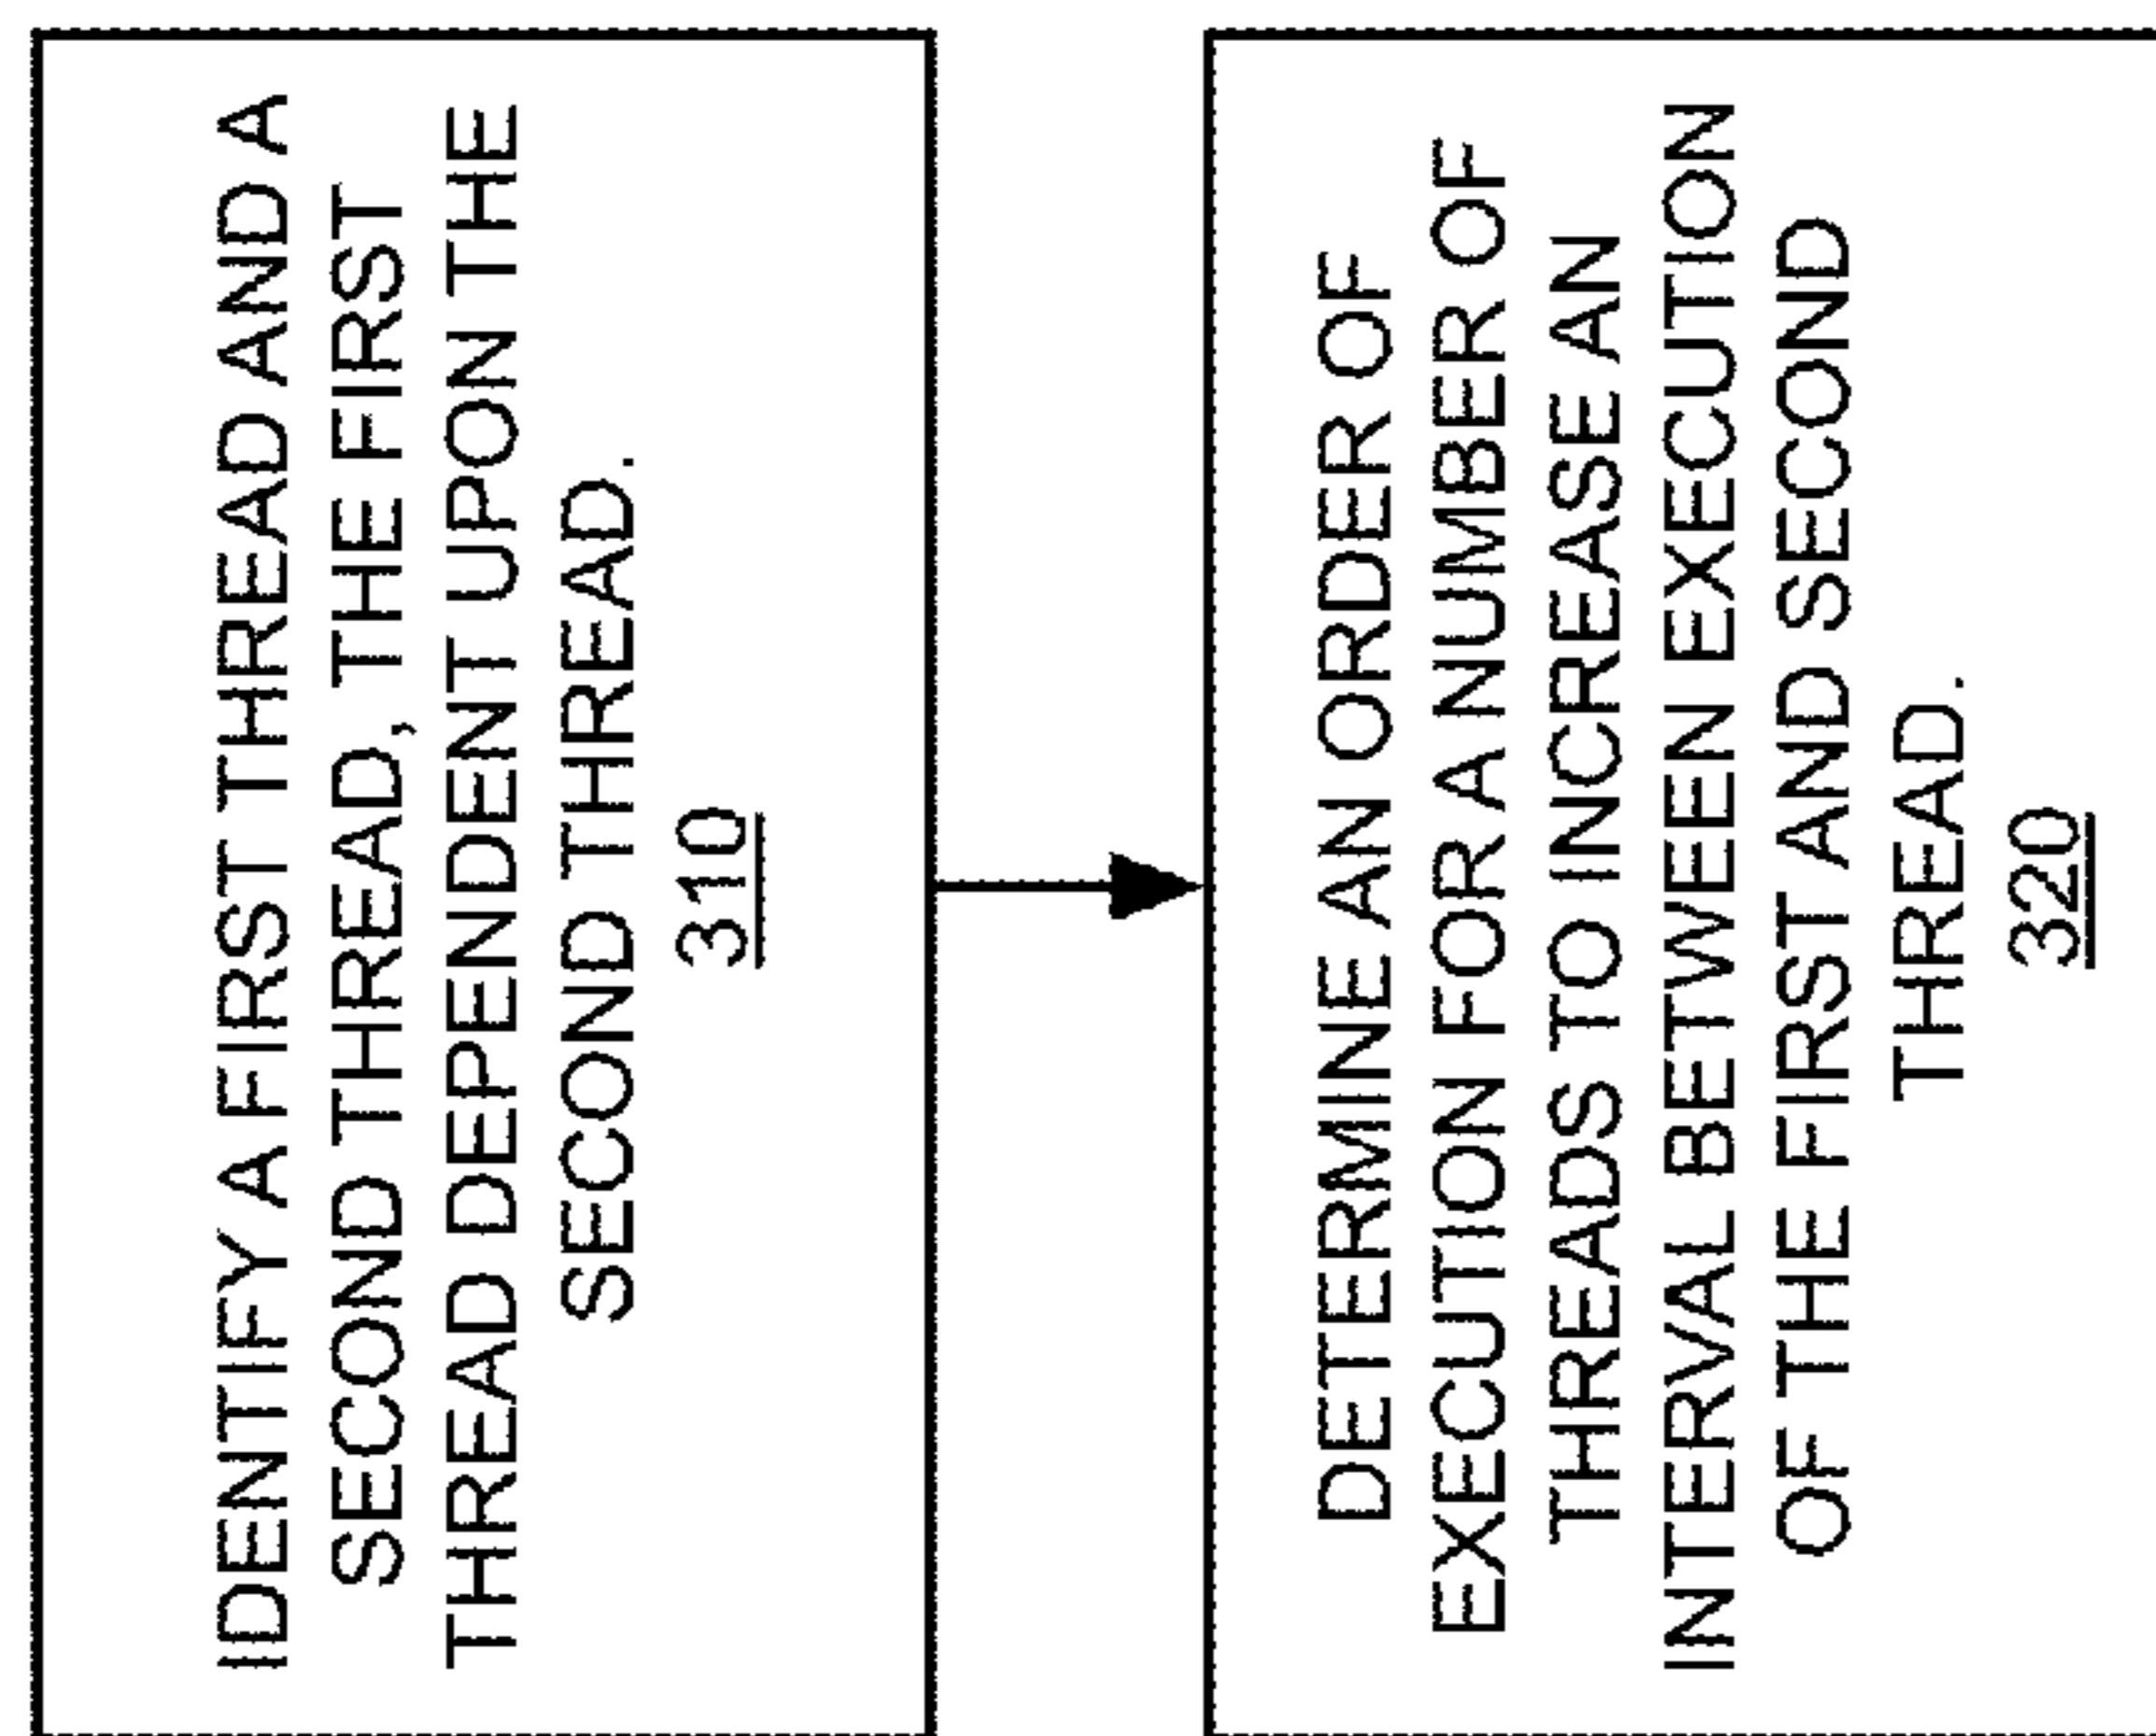 IDENTIFY A FIRST THREAD AND A
SECOND THREAD, THE FIRST
THREAD DEPENDENT UPON THE
SECOND THREAD.
310
DETERMINE AN ORDER OF
EXECUTION FOR A NUMBER OF
THREADS TO INCREASE AN
INTERVAL BETWEEN EXECUTION
OF THE FIRST AND SECOND
THREAD.
320